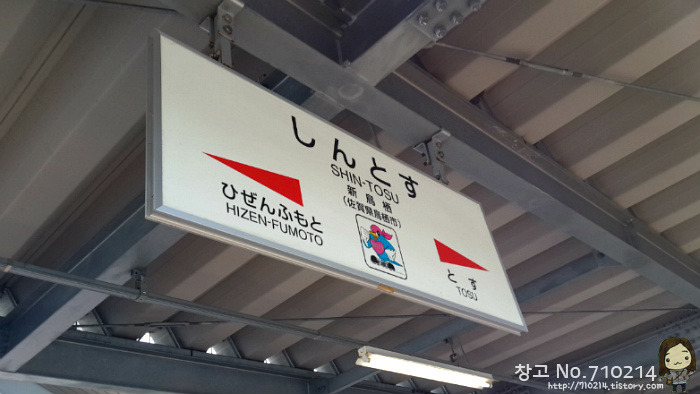 しんとす
SHIN-TOSU
新鳥栖
(佐賀県鳥栖市)
ひぜんふもと
HIZEN-FUMOTO
とす
TOSU
창고 No.710214
http://710214.tistory.com/